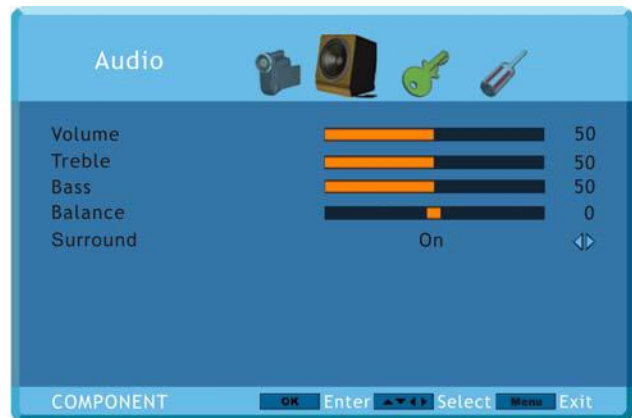 Audio
Volume 50
Treble 50
Bass 50
Balance 0
Surround On
COMPONENT OK Enter Select Menu Exit